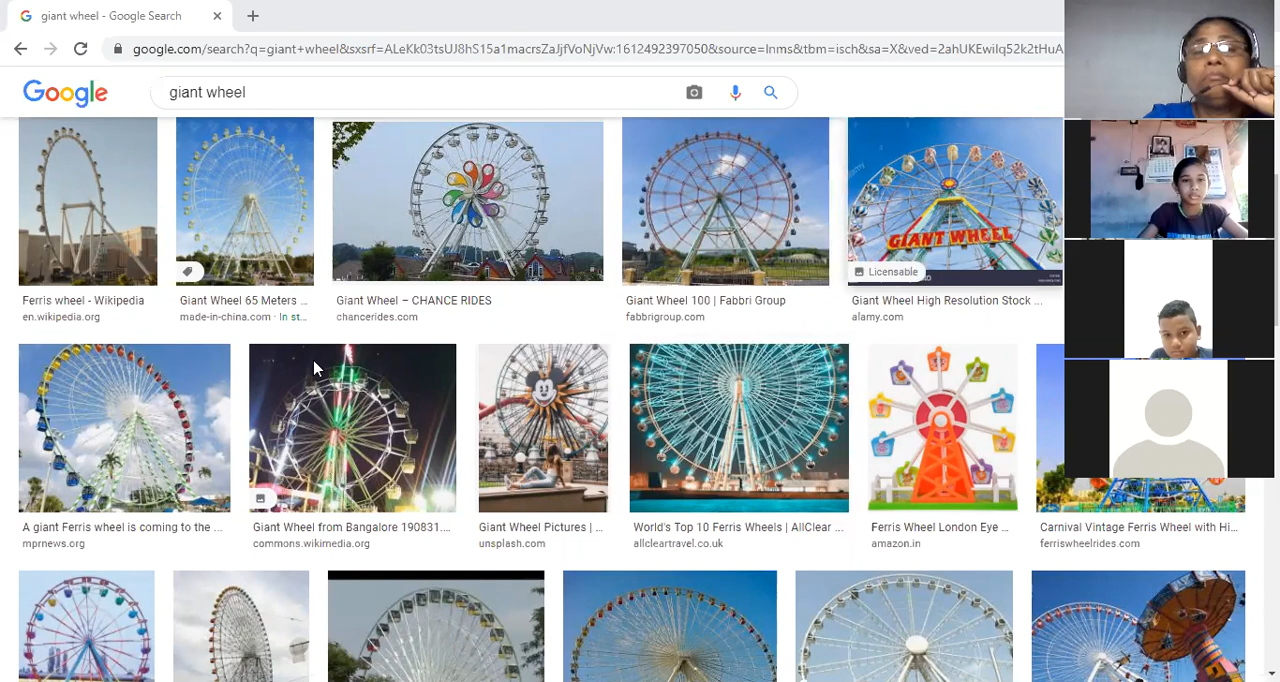 giant wheel - Google Search
google.com/search?q=giant+wheel&sxsrf=ALeKk03tsUJ8hS15a1macrsZaJjfVoNjVw:1612492397050&source=lnms&tbm=isch&sa=X&ved=2ahUKEwilq52k2tHuA
Google
giant wheel
GIANT WHEEL
Licensable
Ferris wheel - Wikipedia
en.wikipedia.org
Giant Wheel 65 Meters ...
made-in-china.com · In st...
Giant Wheel – CHANCE RIDES
chancerides.com
Giant Wheel 100 | Fabbri Group
fabbrigroup.com
Giant Wheel High Resolution Stock ...
alamy.com
A giant Ferris wheel is coming to the ...
mprnews.org
Giant Wheel from Bangalore 190831....
commons.wikimedia.org
Giant Wheel Pictures | ...
unsplash.com
World's Top 10 Ferris Wheels | AllClear ...
allcleartravel.co.uk
Ferris Wheel London Eye ...
amazon.in
Carnival Vintage Ferris Wheel with Hi...
ferriswheelrides.com